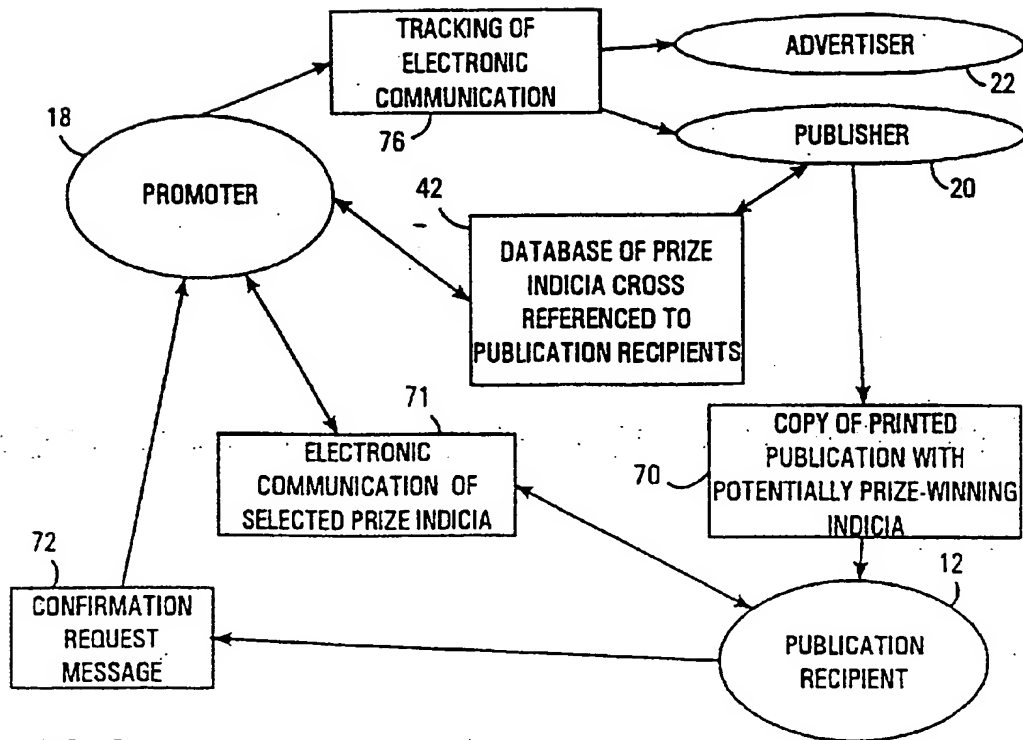 TRACKING OF
ELECTRONIC
COMMUNICATION
76
ADVERTISER
22
PUBLISHER
20
18
PROMOTER
42
DATABASE OF PRIZE
INDICIA CROSS
REFERENCED TO
PUBLICATION RECIPIENTS
71
ELECTRONIC
COMMUNICATION OF
SELECTED PRIZE INDICIA
70
COPY OF PRINTED
PUBLICATION WITH
POTENTIALLY PRIZE-WINNING
INDICIA
72
CONFIRMATION
REQUEST
MESSAGE
12
PUBLICATION
RECIPIENT